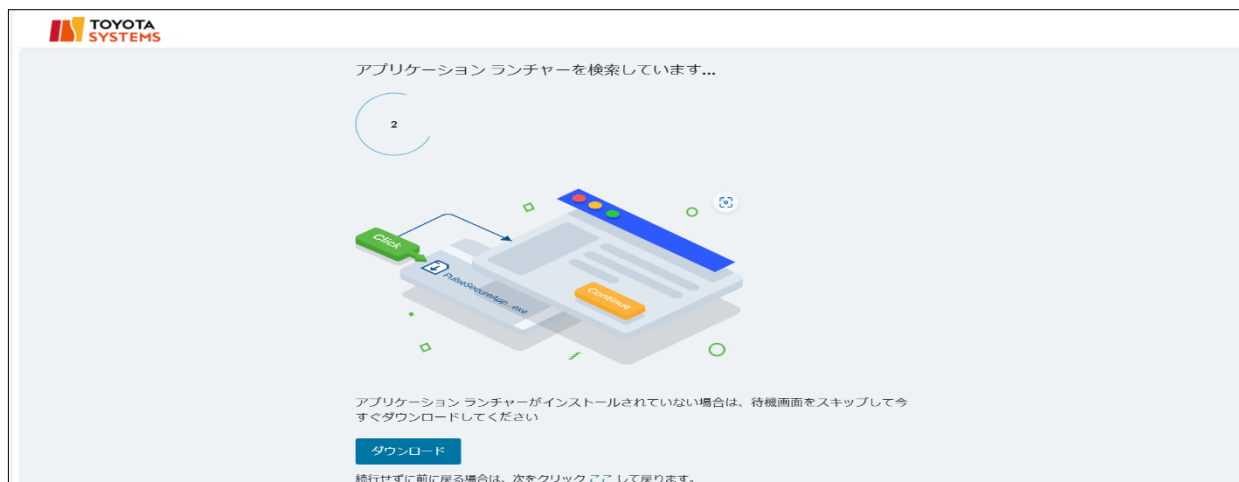 TOYOTA
SYSTEMS
アプリケーション ランチャーを検索しています...
2
Click
PulseSecureApp...exe
Continue
アプリケーション ランチャーがインストールされていない場合は、待機画面をスキップして今
すぐダウンロードしてください
ダウンロード
続行せずに前に戻る場合は、次をクリック ここ して戻ります。